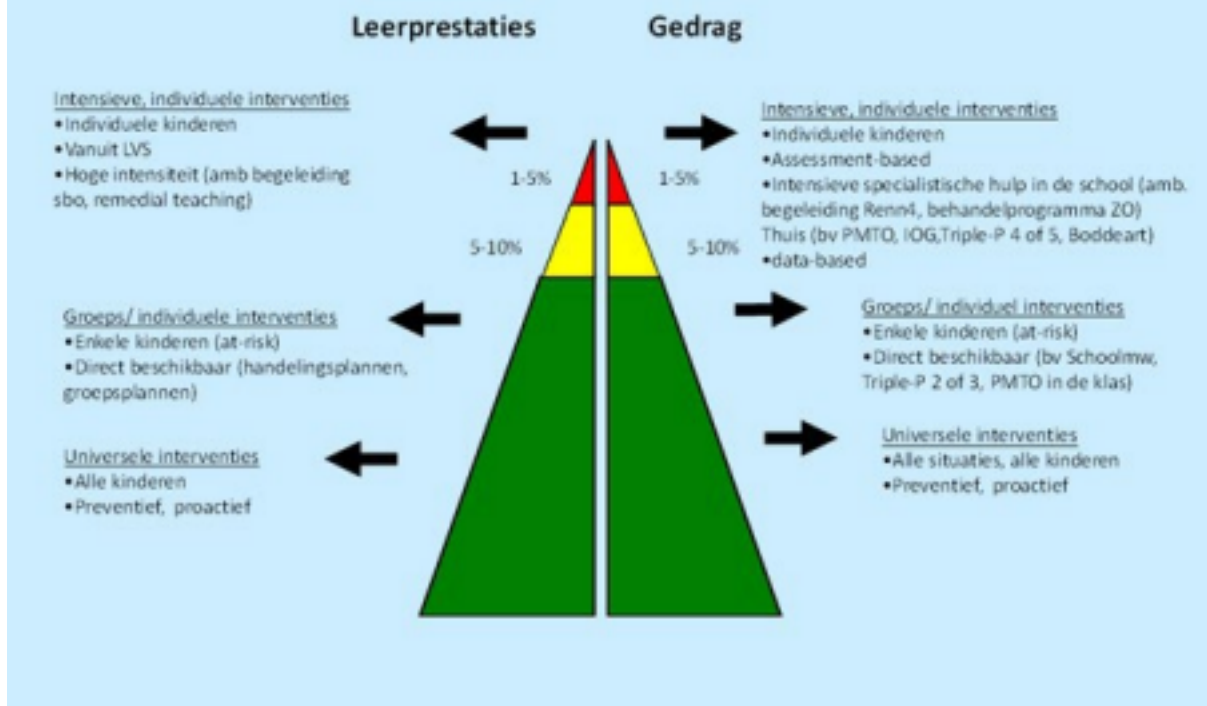 Leerprestaties
Gedrag
Intensieve, individuele interventies
•Individuele kinderen
•Vanuit LVS
•Hoge intensiteit (amb begeleiding
sbo, remedial teaching)
1-5%
5-10%
Groeps/ individuele interventies
•Enkele kinderen (at-risk)
•Direct beschikbaar (handelingsplannen,
groepsplannen)
Universele interventies
•Alle kinderen
•Preventief, proactief
Intensieve, individuele interventies
•Individuele kinderen
•Assessment-based
•Intensieve specialistische hulp in de school (amb.
begeleiding Renn4, behandelprogramma ZO)
Thuis (bv PMTO, IOG,Triple-P 4 of 5, Boddeart)
•data-based
1-5%
5-10%
Groeps/ individuel interventies
•Enkele kinderen (at-risk)
•Direct beschikbaar (bv Schoolmw,
Triple-P 2 of 3, PMTO in de klas)
Universele interventies
•Alle situaties, alle kinderen
•Preventief, proactief